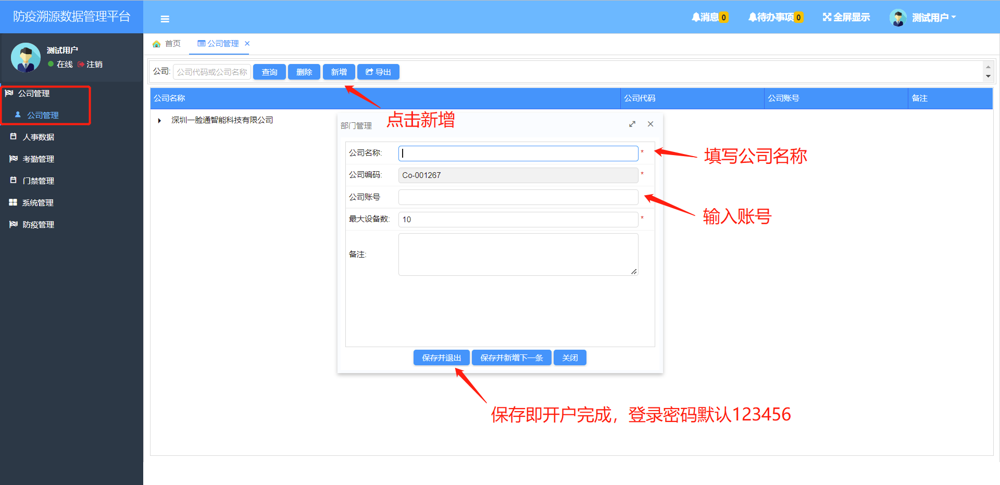 防疫溯源数据管理平台
消息0
待办事项0
全屏显示
测试用户
测试用户
在线 注销
首页
公司管理 ×
公司: 公司代码或公司名称 查询 删除 新增 导出
公司管理
公司管理
人事数据
考勤管理
门禁管理
系统管理
防疫管理
公司名称 公司代码 公司账号 备注
深圳一脸通智能科技有限公司
点击新增
部门管理
公司名称: *
填写公司名称
公司编码: Co-001267 *
公司账号
输入账号
最大设备数: 10 *
备注:
保存并退出 保存并新增下一条 关闭
保存即开户完成，登录密码默认123456